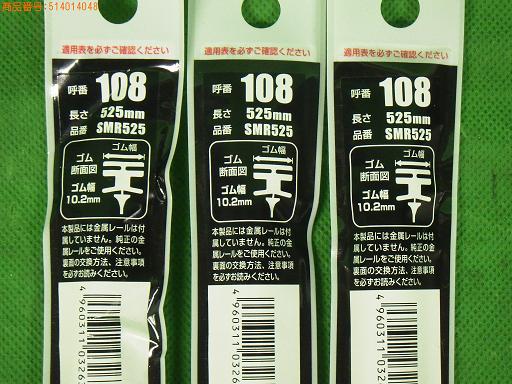 商品番号:514014048
適用表を必ずご確認ください
呼番 108
長さ 525mm
品番 SMR525
ゴム幅
ゴム
断面図
ゴム幅
10.2mm
本製品には金属レールは付
属していません。純正の金
属レールをご使用ください。
裏面の交換方法、注意事項
を必ずお読みください。
4 960311 0326
適用表を必ずご確認ください
呼番 108
長さ 525mm
品番 SMR525
ゴム幅
ゴム
断面図
ゴム幅
10.2mm
本製品には金属レールは付
属していません。純正の金
属レールをご使用ください。
裏面の交換方法、注意事項
を必ずお読みください。
4 960311 0326
適用表を必ずご確認ください
呼番 108
長さ 525mm
品番 SMR525
ゴム幅
ゴム
断面図
ゴム幅
10.2mm
本製品には金属レールは付
属していません。純正の金
属レールをご使用ください。
裏面の交換方法、注意事項
を必ずお読みください。
4 960311 0326